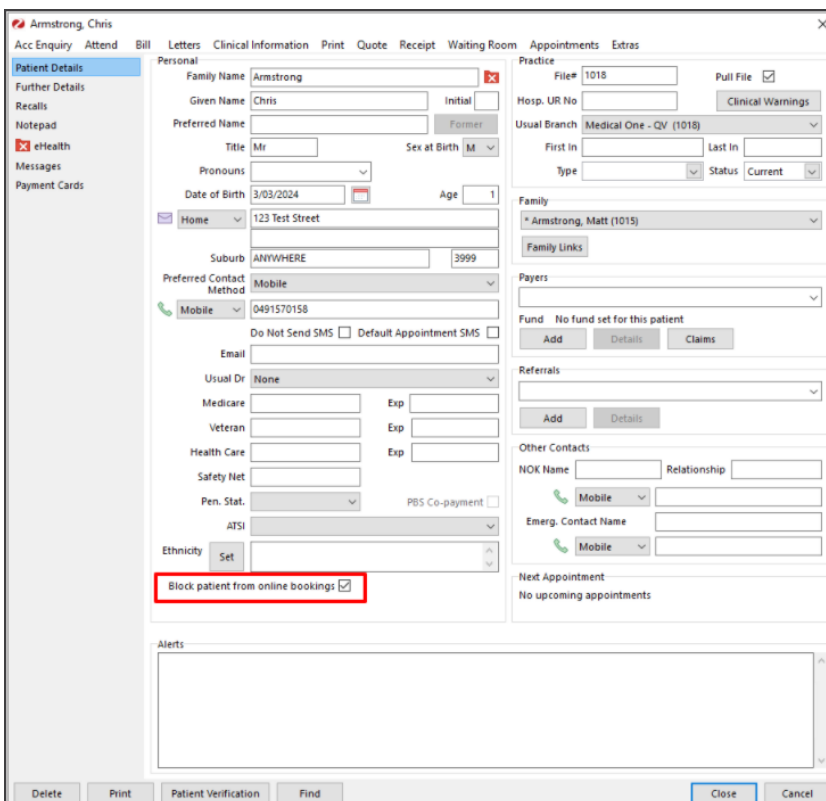 Armstrong, Chris
Acc Enquiry Attend Bill Letters Clinical Information Print Quote Receipt Waiting Room Appointments Extras
Patient Details
Further Details
Recalls
Notepad
eHealth
Messages
Payment Cards
Personal
Family Name Armstrong
Given Name Chris Initial
Preferred Name Former
Title Mr Sex at Birth M
Pronouns
Date of Birth 3/03/2024 Age 1
Home 123 Test Street
Suburb ANYWHERE 3999
Preferred Contact
Method Mobile
Mobile 0491570158
Do Not Send SMS Default Appointment SMS
Email
Usual Dr None
Medicare Exp
Veteran Exp
Health Care Exp
Safety Net
Pen. Stat. PBS Co-payment
ATSI
Ethnicity Set
Block patient from online bookings
Practice
File# 1018 Pull File
Hosp. UR No Clinical Warnings
Usual Branch Medical One - QV (1018)
First In Last In
Type Status Current
Family
* Armstrong, Matt (1015)
Family Links
Payers
Fund No fund set for this patient
Add Details Claims
Referrals
Add Details
Other Contacts
NOK Name Relationship
Mobile
Emerg. Contact Name
Mobile
Next Appointment
No upcoming appointments
Alerts
Delete Print Patient Verification Find Close Cancel